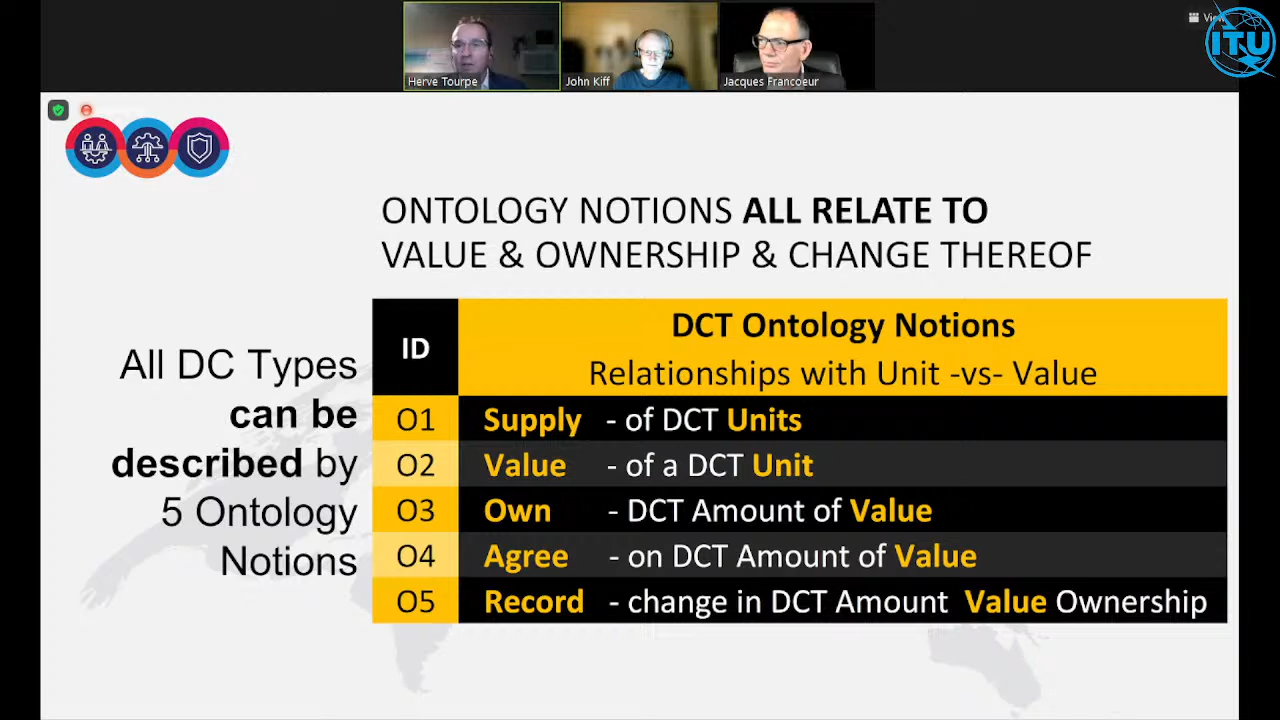 Herve Tourpe
John Kiff
Jacques Francoeur
ITU
ONTOLOGY NOTIONS ALL RELATE TO
VALUE & OWNERSHIP & CHANGE THEREOF
All DC Types
can be
described by
5 Ontology
Notions
ID
DCT Ontology Notions
Relationships with Unit -vs- Value
O1 Supply - of DCT Units
O2 Value - of a DCT Unit
O3 Own - DCT Amount of Value
O4 Agree - on DCT Amount of Value
O5 Record - change in DCT Amount Value Ownership